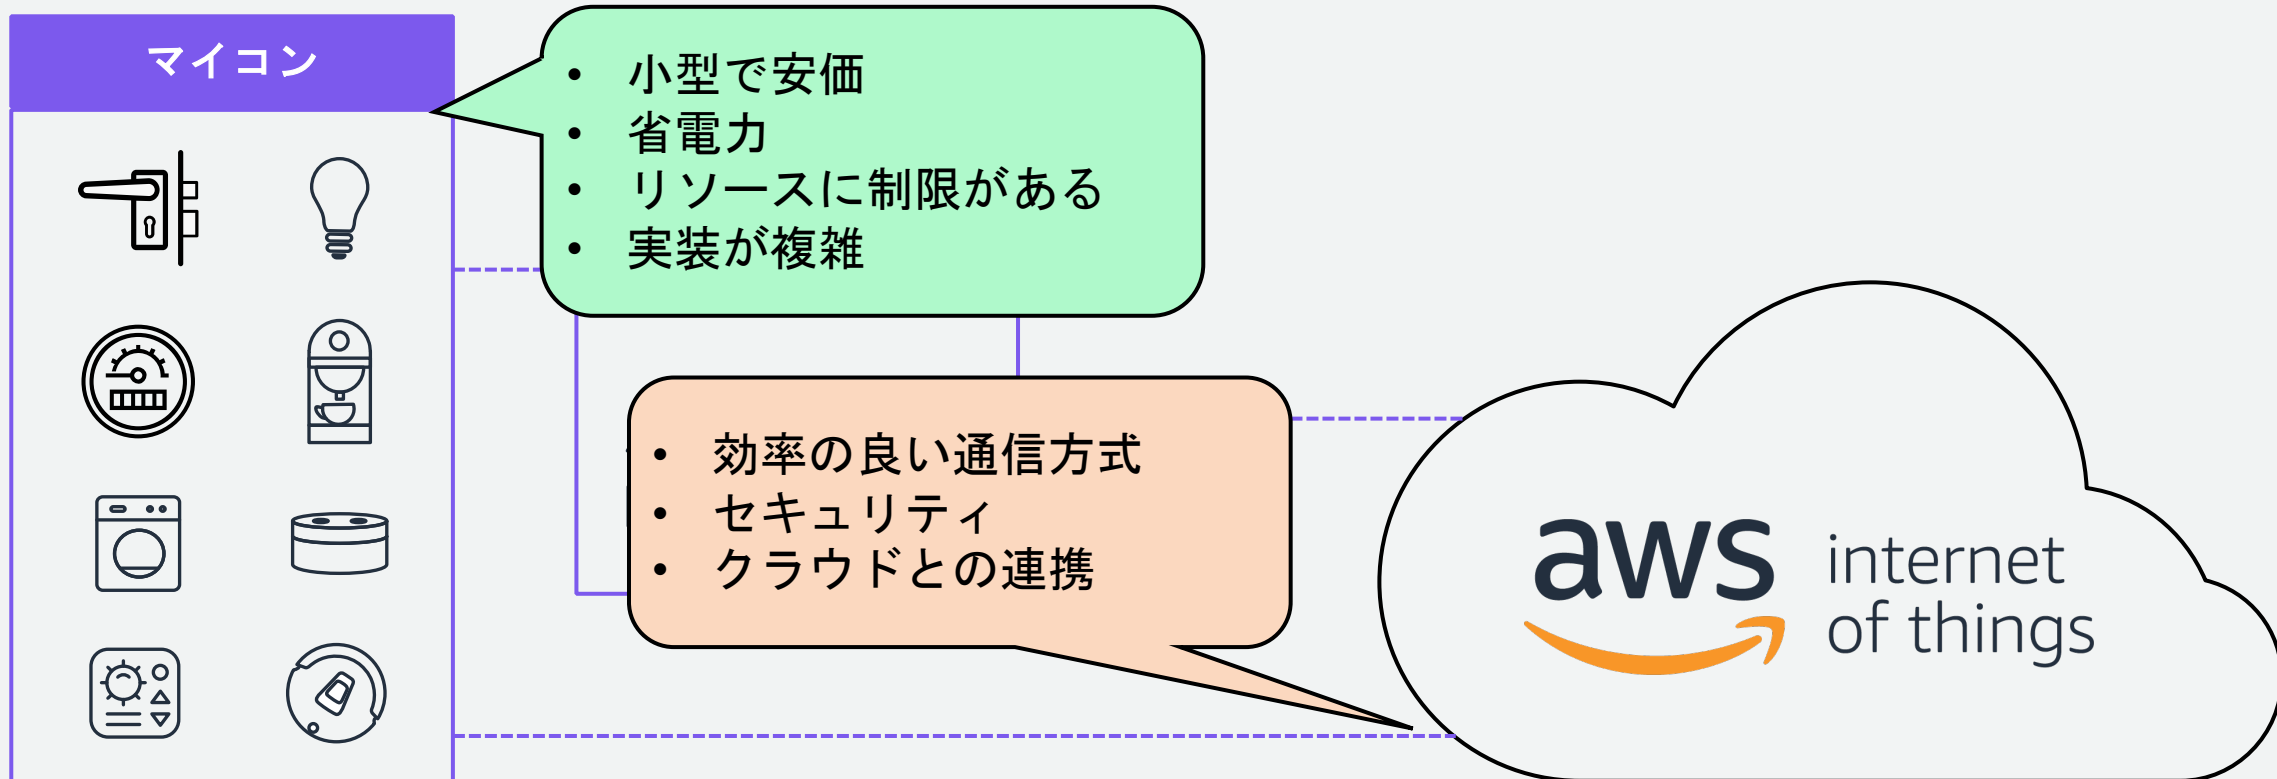 マイコン
• 小型で安価
• 省電力
• リソースに制限がある
• 実装が複雑
• 効率の良い通信方式
• セキュリティ
• クラウドとの連携
aws
internet
of things